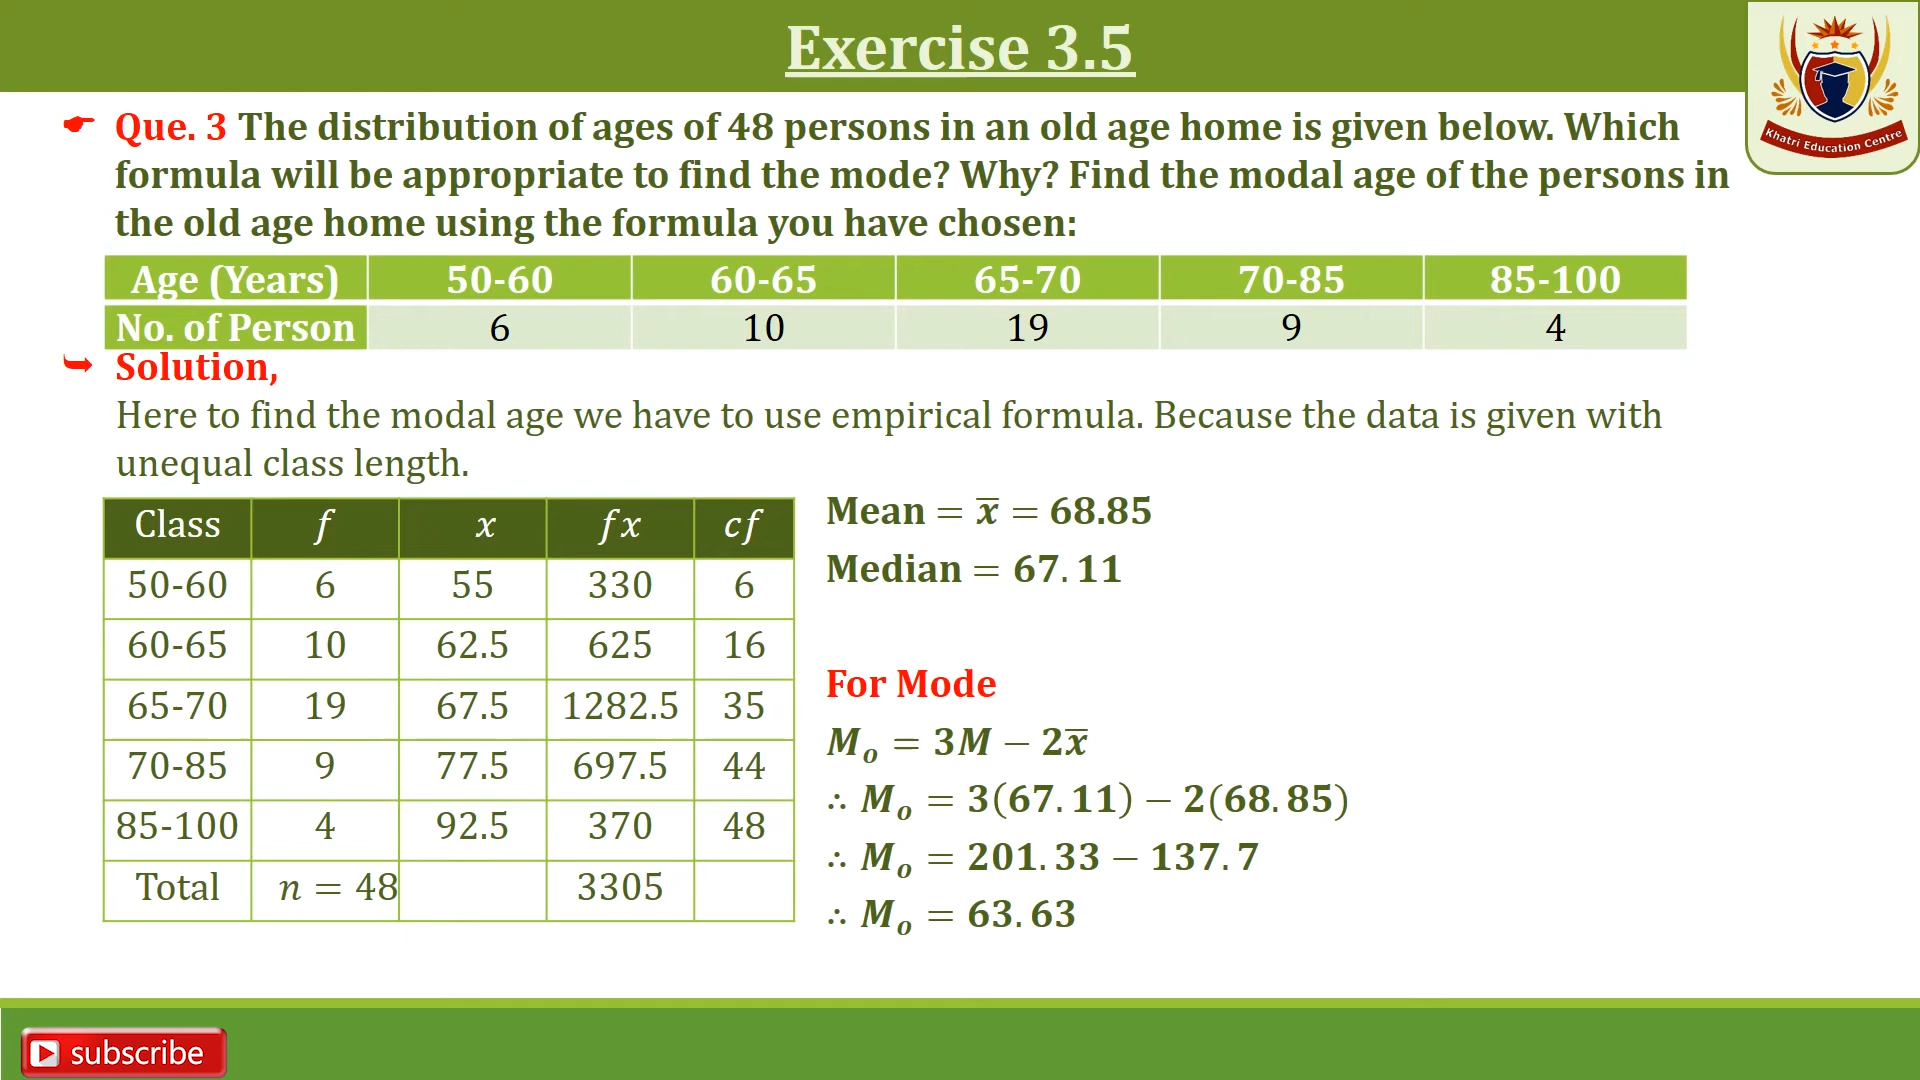 Exercise 3.5
Khatri Education Centre
Que. 3 The distribution of ages of 48 persons in an old age home is given below. Which
formula will be appropriate to find the mode? Why? Find the modal age of the persons in
the old age home using the formula you have chosen:
Age (Years) 50-60 60-65 65-70 70-85 85-100
No. of Person 6 10 19 9 4
Solution,
Here to find the modal age we have to use empirical formula. Because the data is given with
unequal class length.
Class f x fx cf
50-60 6 55 330 6
60-65 10 62.5 625 16
65-70 19 67.5 1282.5 35
70-85 9 77.5 697.5 44
85-100 4 92.5 370 48
Total n = 48 3305
Mean = x̅ = 68.85
Median = 67.11
For Mode
Mₒ = 3M − 2x̅
∴ Mₒ = 3(67.11) − 2(68.85)
∴ Mₒ = 201.33 − 137.7
∴ Mₒ = 63.63
subscribe